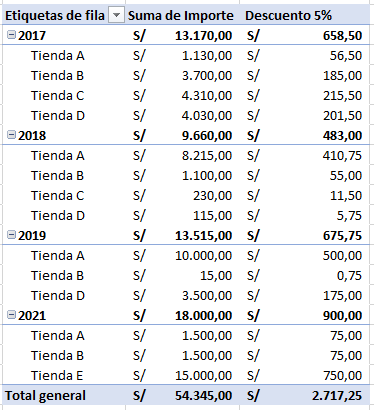 Etiquetas de fila Suma de Importe Descuento 5%
2017 S/ 13.170,00 S/ 658,50
Tienda A S/ 1.130,00 S/ 56,50
Tienda B S/ 3.700,00 S/ 185,00
Tienda C S/ 4.310,00 S/ 215,50
Tienda D S/ 4.030,00 S/ 201,50
2018 S/ 9.660,00 S/ 483,00
Tienda A S/ 8.215,00 S/ 410,75
Tienda B S/ 1.100,00 S/ 55,00
Tienda C S/ 230,00 S/ 11,50
Tienda D S/ 115,00 S/ 5,75
2019 S/ 13.515,00 S/ 675,75
Tienda A S/ 10.000,00 S/ 500,00
Tienda B S/ 15,00 S/ 0,75
Tienda D S/ 3.500,00 S/ 175,00
2021 S/ 18.000,00 S/ 900,00
Tienda A S/ 1.500,00 S/ 75,00
Tienda B S/ 1.500,00 S/ 75,00
Tienda E S/ 15.000,00 S/ 750,00
Total general S/ 54.345,00 S/ 2.717,25